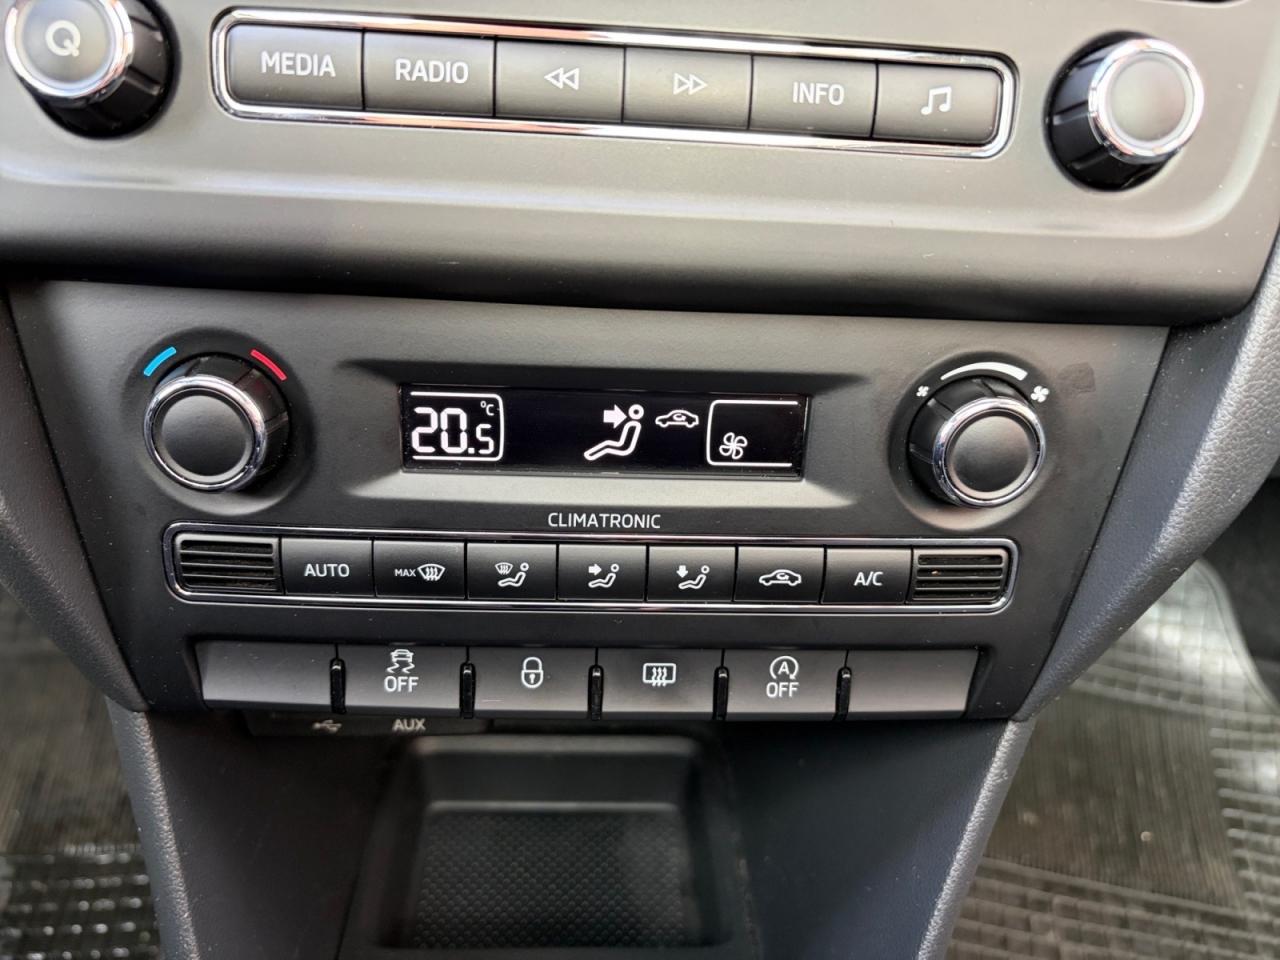 MEDIA RADIO INFO
20.5 °C
CLIMATRONIC
AUTO MAX A/C
OFF A OFF
AUX